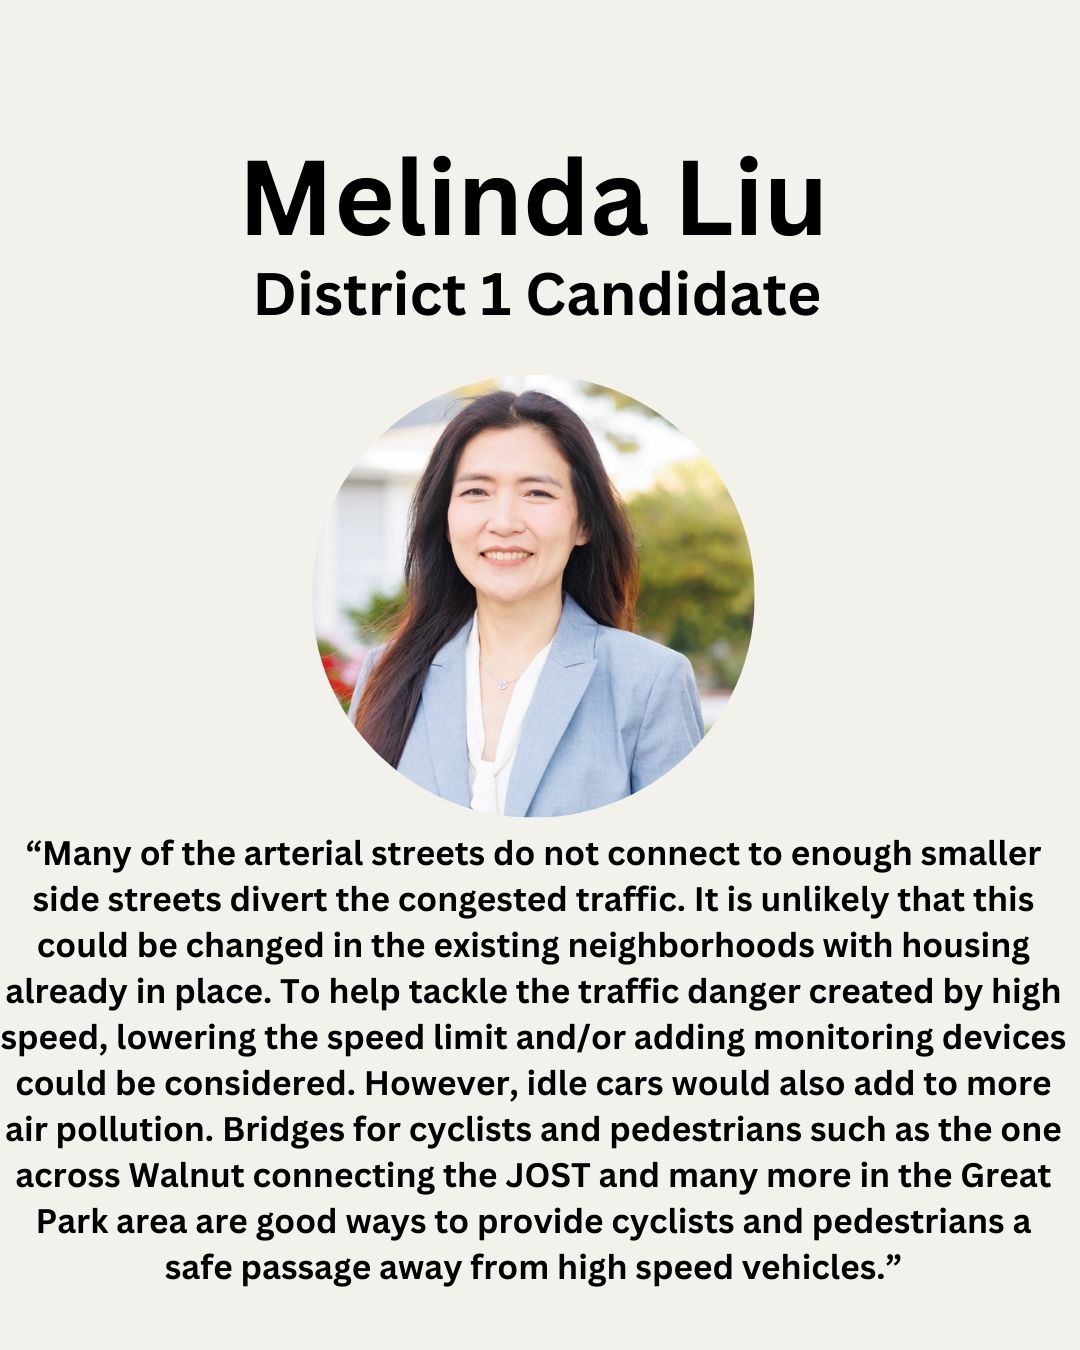 Melinda Liu
District 1 Candidate
“Many of the arterial streets do not connect to enough smaller
side streets divert the congested traffic. It is unlikely that this
could be changed in the existing neighborhoods with housing
already in place. To help tackle the traffic danger created by high
speed, lowering the speed limit and/or adding monitoring devices
could be considered. However, idle cars would also add to more
air pollution. Bridges for cyclists and pedestrians such as the one
across Walnut connecting the JOST and many more in the Great
Park area are good ways to provide cyclists and pedestrians a
safe passage away from high speed vehicles.”